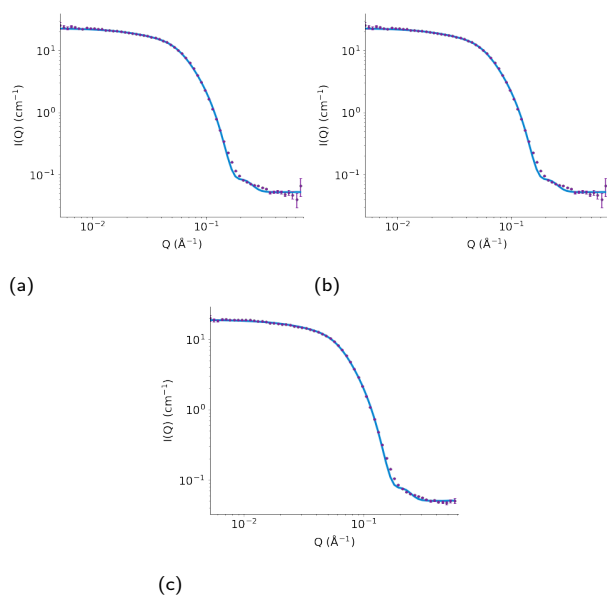 10¹
10⁰
10⁻¹
I(Q) (cm⁻¹)
10⁻² 10⁻¹
Q (Å⁻¹)
(a)
10¹
10⁰
10⁻¹
I(Q) (cm⁻¹)
10⁻² 10⁻¹
Q (Å⁻¹)
(b)
10¹
10⁰
10⁻¹
I(Q) (cm⁻¹)
10⁻² 10⁻¹
Q (Å⁻¹)
(c)